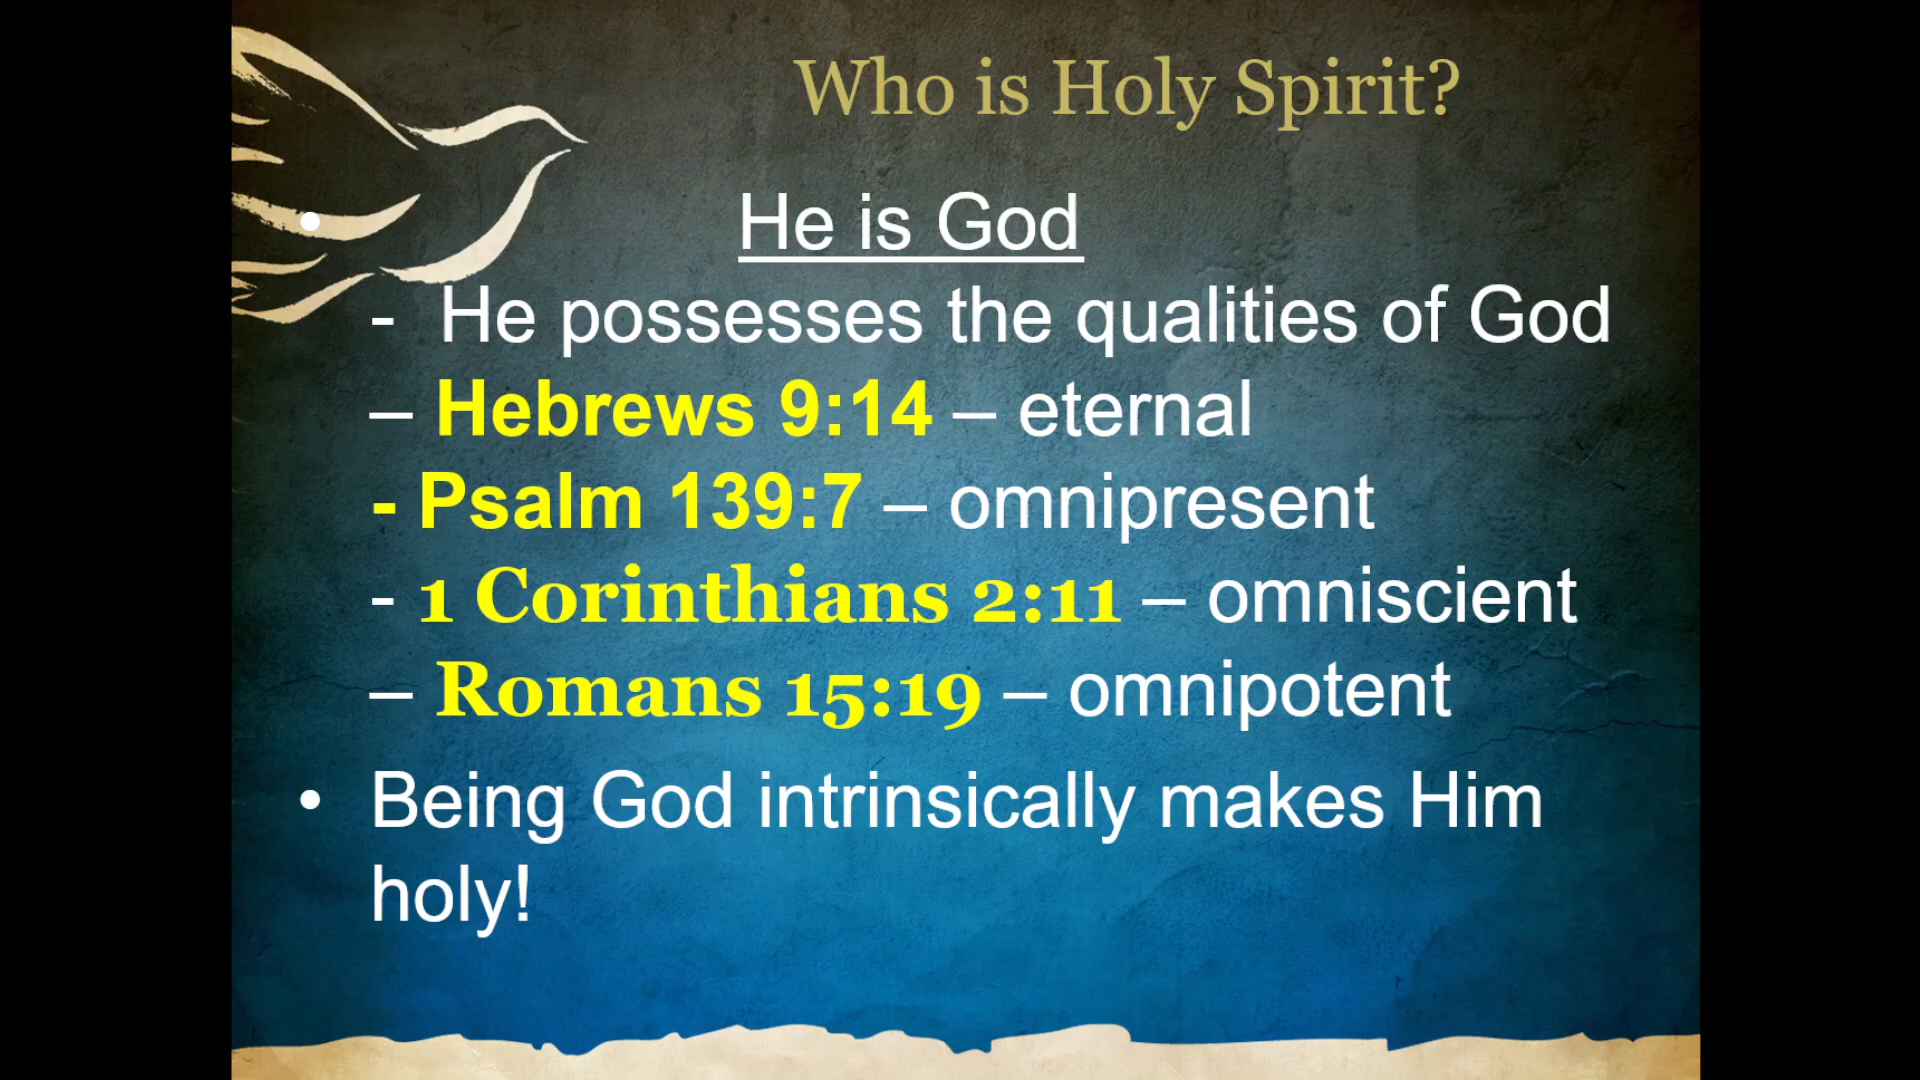 Who is Holy Spirit?
• He is God
- He possesses the qualities of God
– Hebrews 9:14 – eternal
- Psalm 139:7 – omnipresent
- 1 Corinthians 2:11 – omniscient
– Romans 15:19 – omnipotent
• Being God intrinsically makes Him
holy!